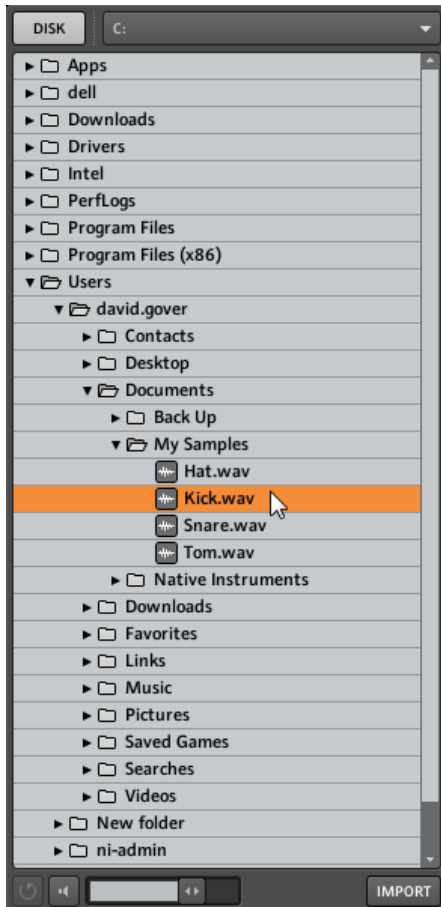 DISK C:
Apps
dell
Downloads
Drivers
Intel
PerfLogs
Program Files
Program Files (x86)
Users
david.gover
Contacts
Desktop
Documents
Back Up
My Samples
Hat.wav
Kick.wav
Snare.wav
Tom.wav
Native Instruments
Downloads
Favorites
Links
Music
Pictures
Saved Games
Searches
Videos
New folder
ni-admin
IMPORT